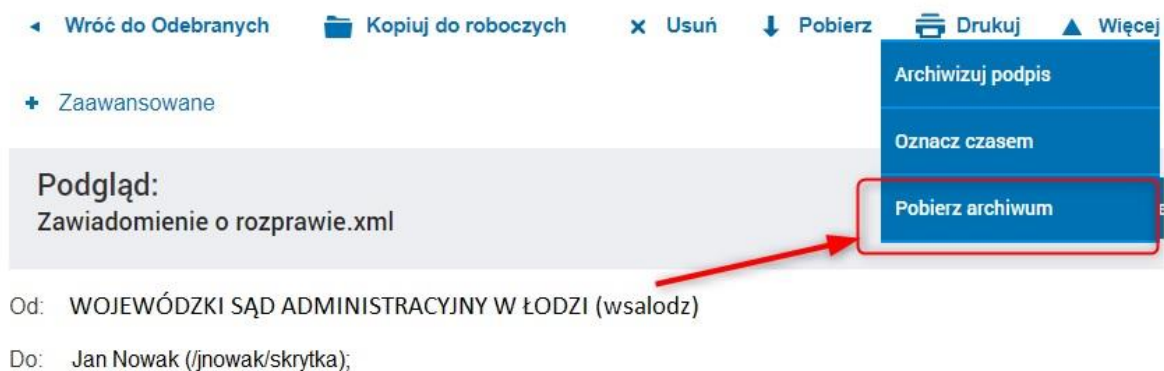 Wróć do Odebranych Kopiuj do roboczych Usuń Pobierz Drukuj Więcej
Archiwizuj podpis
Zaawansowane
Oznacz czasem
Podgląd:
Pobierz archiwum
Zawiadomienie o rozprawie.xml
Od: WOJEWÓDZKI SĄD ADMINISTRACYJNY W ŁODZI (wsalodz)
Do: Jan Nowak (/jnowak/skrytka);